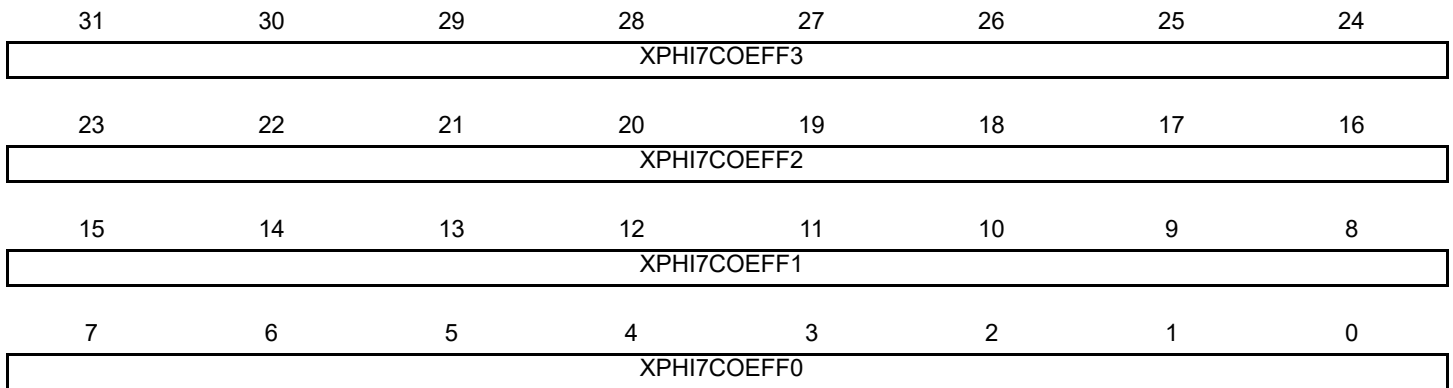 31 30 29 28 27 26 25 24
XPHI7COEFF3
23 22 21 20 19 18 17 16
XPHI7COEFF2
15 14 13 12 11 10 9 8
XPHI7COEFF1
7 6 5 4 3 2 1 0
XPHI7COEFF0